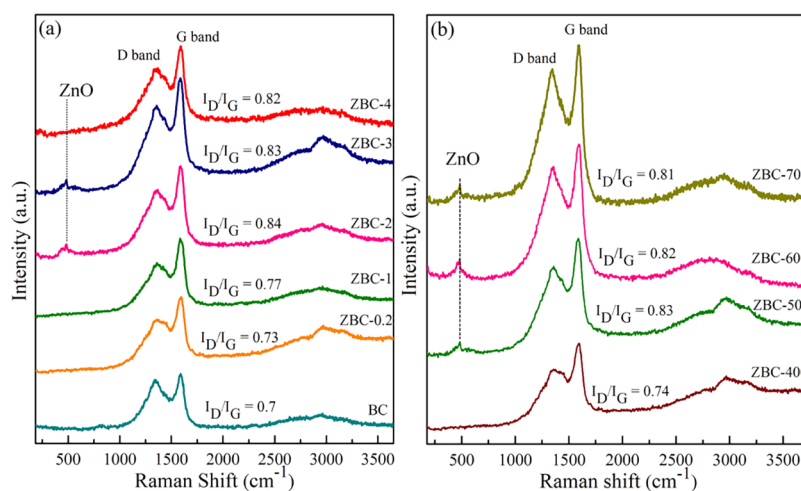 (a)
G band
D band
ZnO
I_D/I_G = 0.82
ZBC-4
I_D/I_G = 0.83
ZBC-3
I_D/I_G = 0.84
ZBC-2
I_D/I_G = 0.77
ZBC-1
I_D/I_G = 0.73
ZBC-0.2
I_D/I_G = 0.7
BC
Intensity (a.u.)
500 1000 1500 2000 2500 3000 3500
Raman Shift (cm⁻¹)
(b)
G band
D band
ZnO
I_D/I_G = 0.81
ZBC-70
I_D/I_G = 0.82
ZBC-60
I_D/I_G = 0.83
ZBC-50
I_D/I_G = 0.74
ZBC-40
Intensity (a.u.)
500 1000 1500 2000 2500 3000 3500
Raman shift (cm⁻¹)